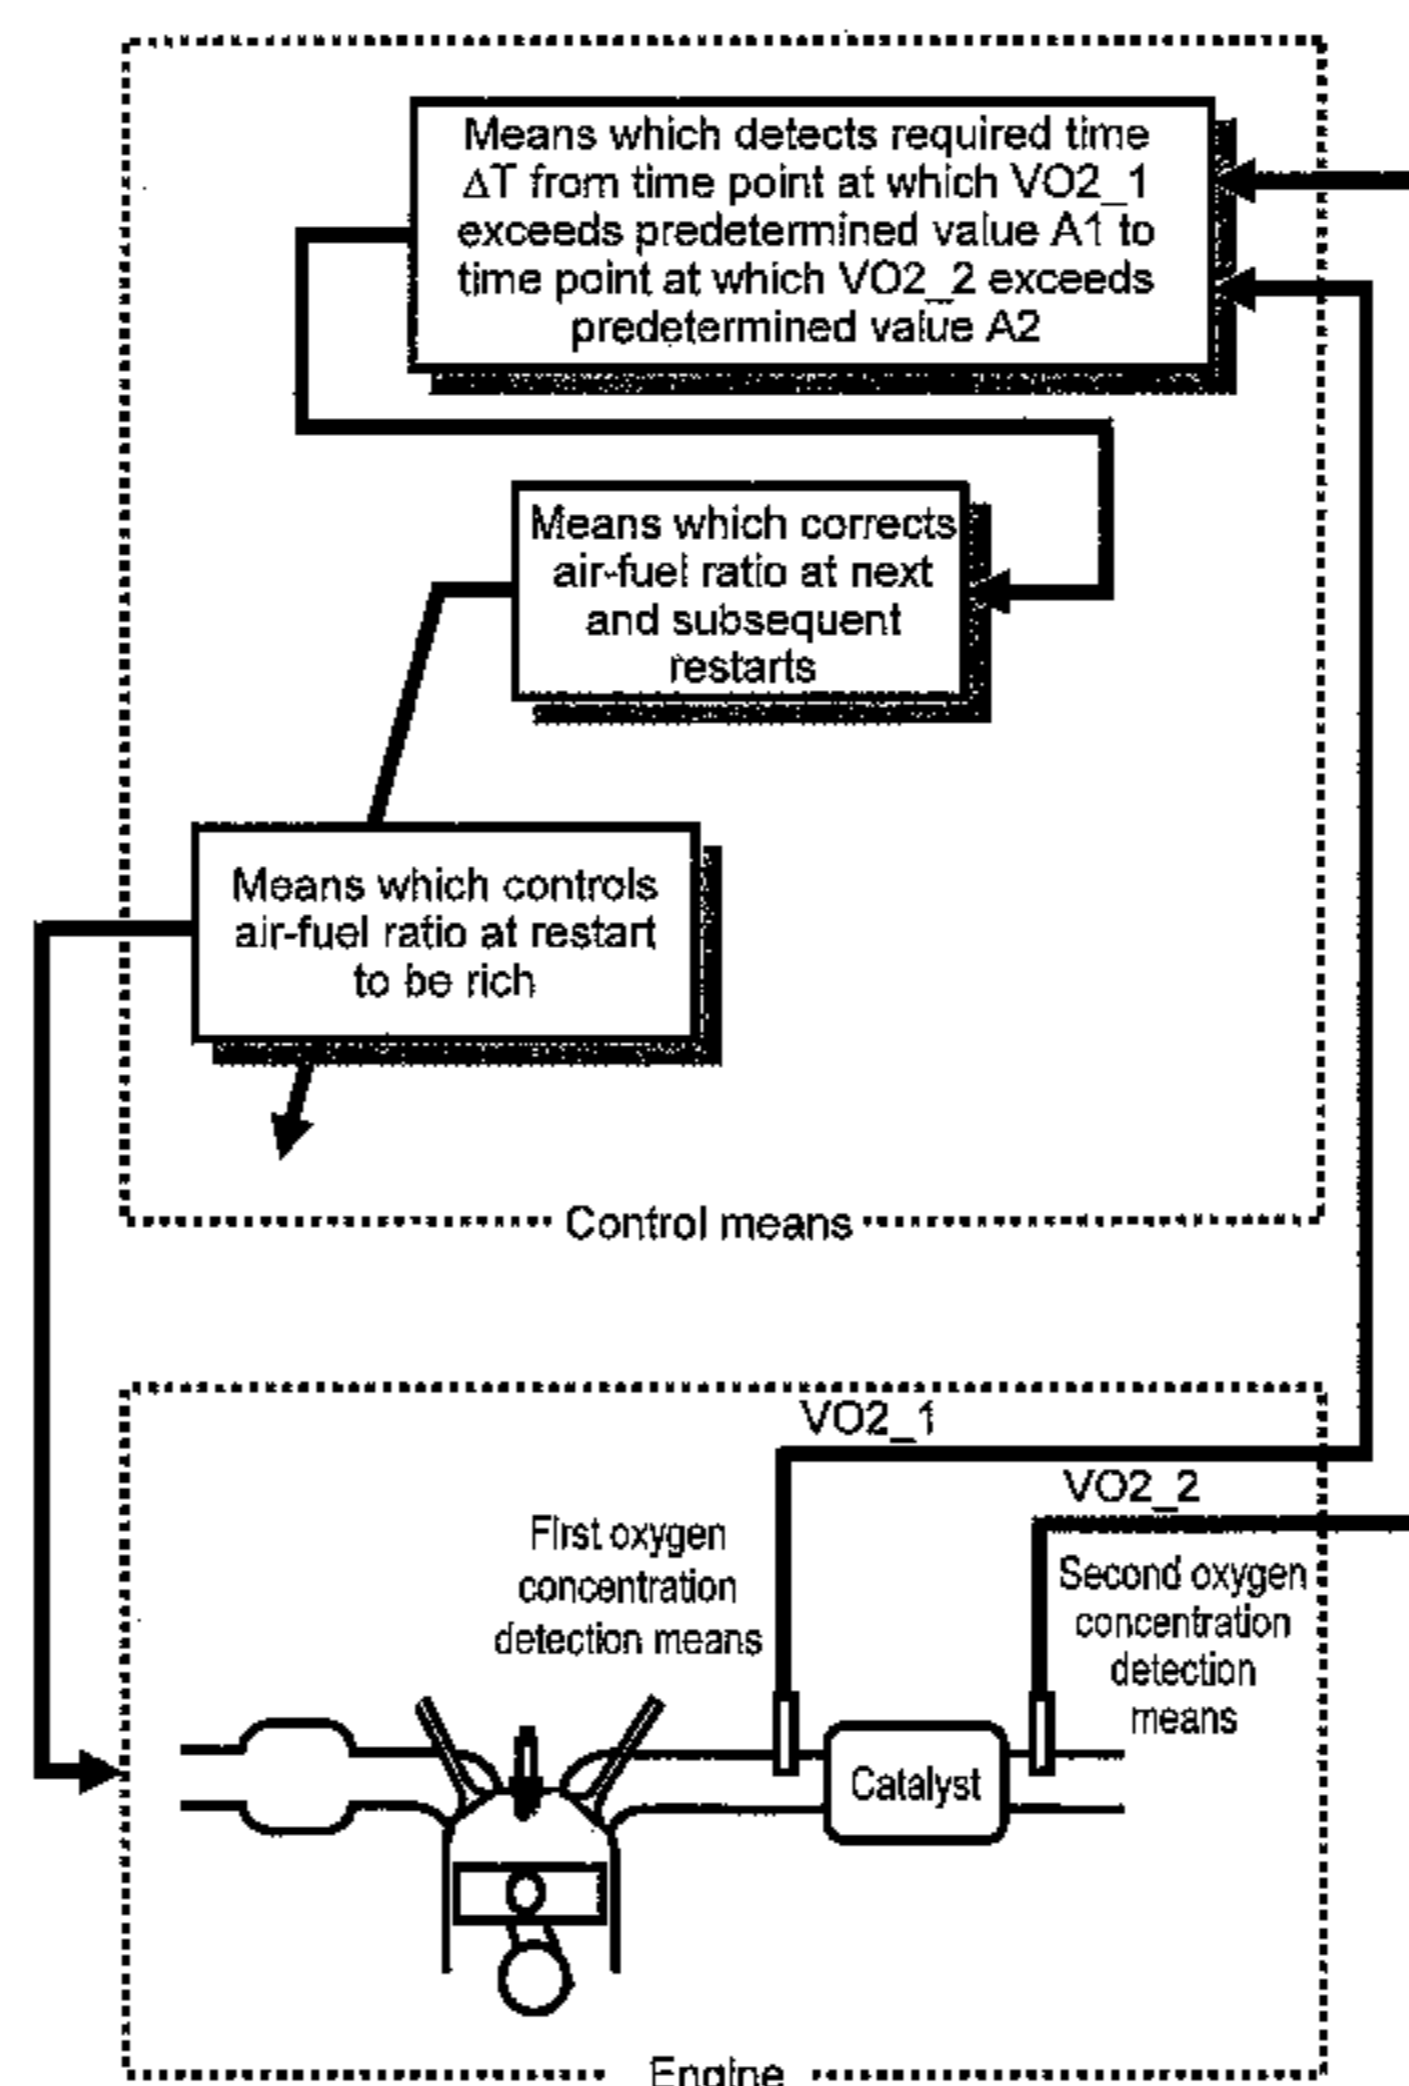 Means which detects required time
ΔT from time point at which VO2_1
exceeds predetermined value A1 to
time point at which VO2_2 exceeds
predetermined value A2
Means which corrects
air-fuel ratio at next
and subsequent
restarts
Means which controls
air-fuel ratio at restart
to be rich
Control means
VO2_1
VO2_2
First oxygen
concentration
detection means
Second oxygen
concentration
detection
means
Catalyst
Engine